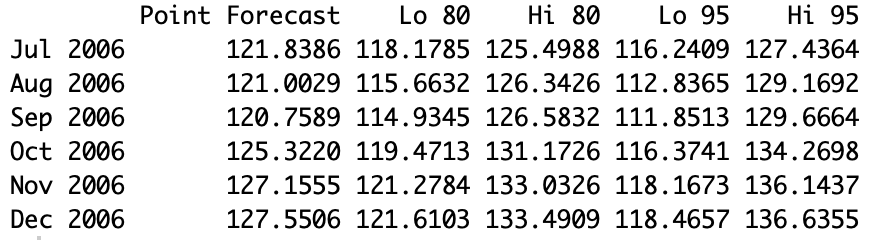 Point Forecast Lo 80 Hi 80 Lo 95 Hi 95
Jul 2006 121.8386 118.1785 125.4988 116.2409 127.4364
Aug 2006 121.0029 115.6632 126.3426 112.8365 129.1692
Sep 2006 120.7589 114.9345 126.5832 111.8513 129.6664
Oct 2006 125.3220 119.4713 131.1726 116.3741 134.2698
Nov 2006 127.1555 121.2784 133.0326 118.1673 136.1437
Dec 2006 127.5506 121.6103 133.4909 118.4657 136.6355